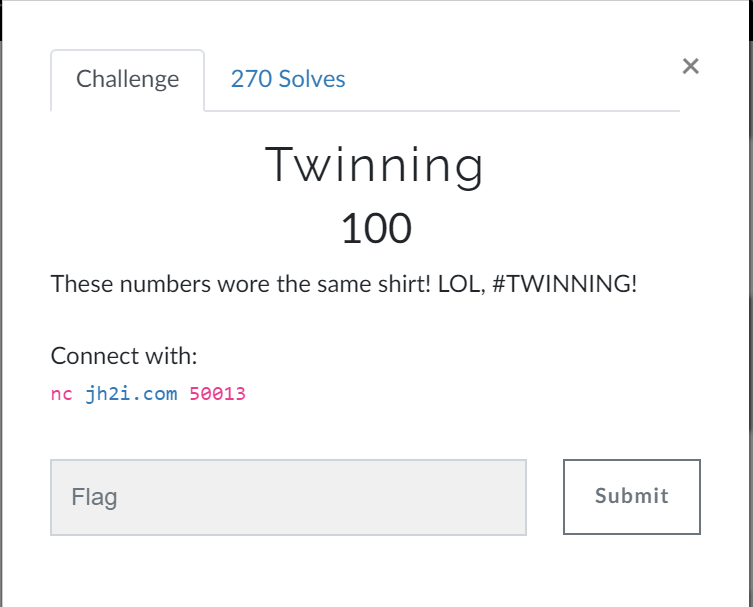 Challenge
270 Solves
×
Twinning
100
These numbers wore the same shirt! LOL, #TWINNING!
Connect with:
nc jh2i.com 50013
Flag
Submit